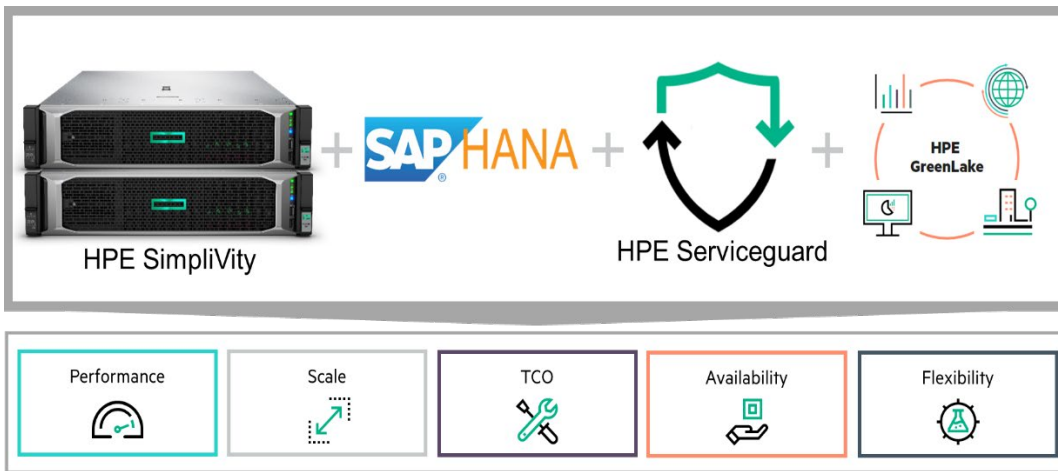 SAP HANA
®
HPE
GreenLake
HPE SimpliVity
HPE Serviceguard
Performance
Scale
TCO
Availability
Flexibility